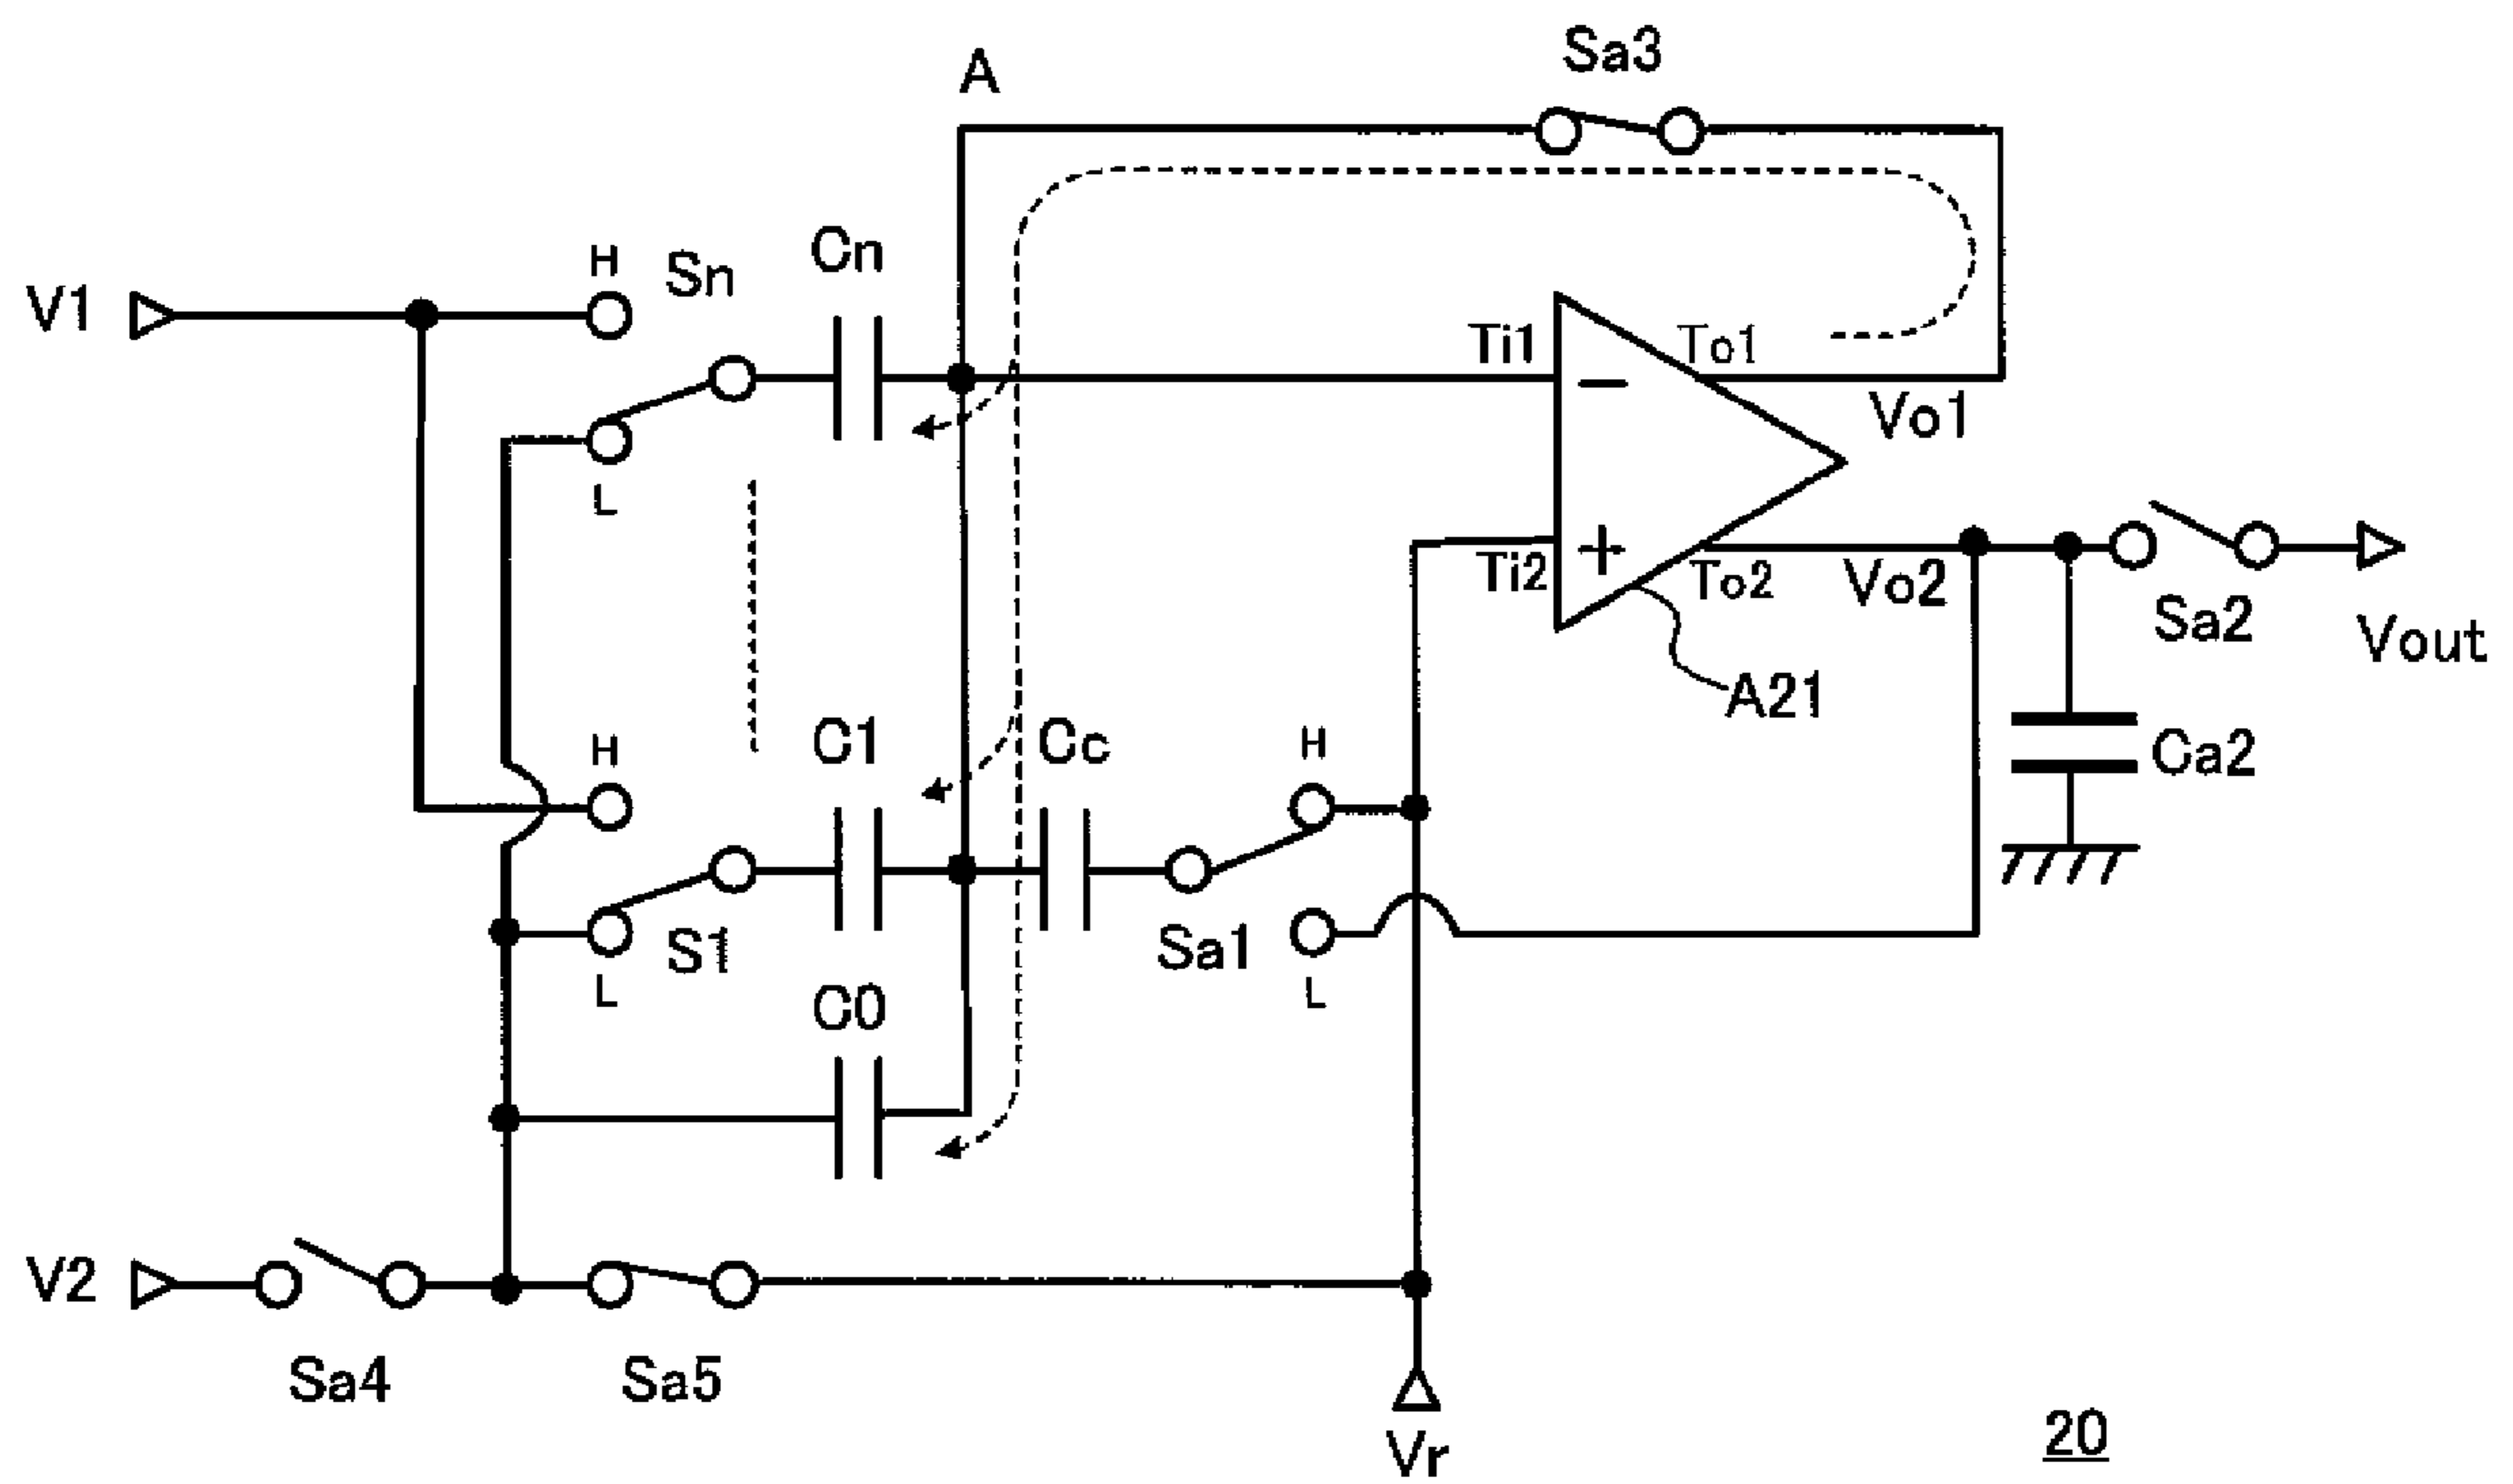 A
Sa3
V1
H
Sn
Cn
L
Ti1
To1
Vo1
Ti2
To2
Vo2
Sa2
Vout
A21
H
C1
Cc
H
Ca2
S1
L
Sa1
L
C0
V2
Sa4
Sa5
Vr
20